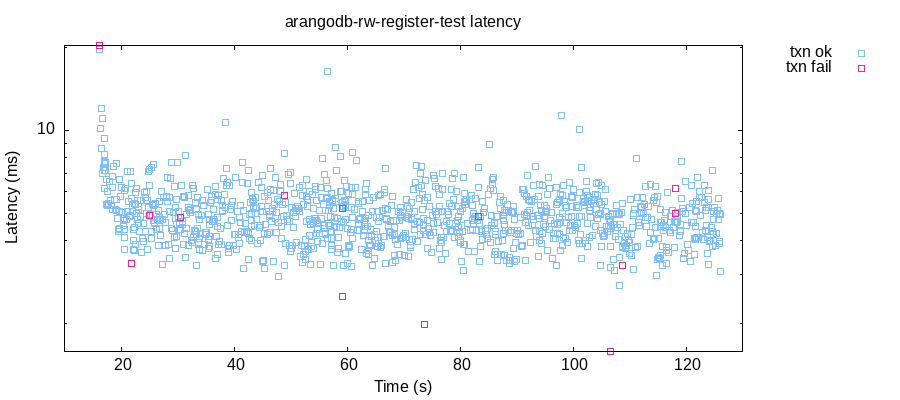 arangodb-rw-register-test latency
txn ok
txn fail
10
Latency (ms)
20 40 60 80 100 120
Time (s)